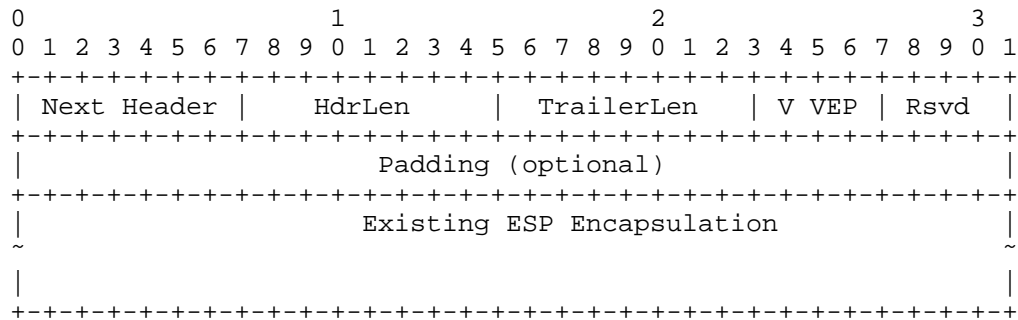 0                   1                   2                   3
0 1 2 3 4 5 6 7 8 9 0 1 2 3 4 5 6 7 8 9 0 1 2 3 4 5 6 7 8 9 0 1
+-+-+-+-+-+-+-+-+-+-+-+-+-+-+-+-+-+-+-+-+-+-+-+-+-+-+-+-+-+-+-+
| Next Header |    HdrLen     |  TrailerLen   | V VEP | Rsvd  |
+-+-+-+-+-+-+-+-+-+-+-+-+-+-+-+-+-+-+-+-+-+-+-+-+-+-+-+-+-+-+-+
|                      Padding (optional)                     |
+-+-+-+-+-+-+-+-+-+-+-+-+-+-+-+-+-+-+-+-+-+-+-+-+-+-+-+-+-+-+-+
|                     Existing ESP Encapsulation              |
~                                                             ~
|                                                             |
+-+-+-+-+-+-+-+-+-+-+-+-+-+-+-+-+-+-+-+-+-+-+-+-+-+-+-+-+-+-+-+